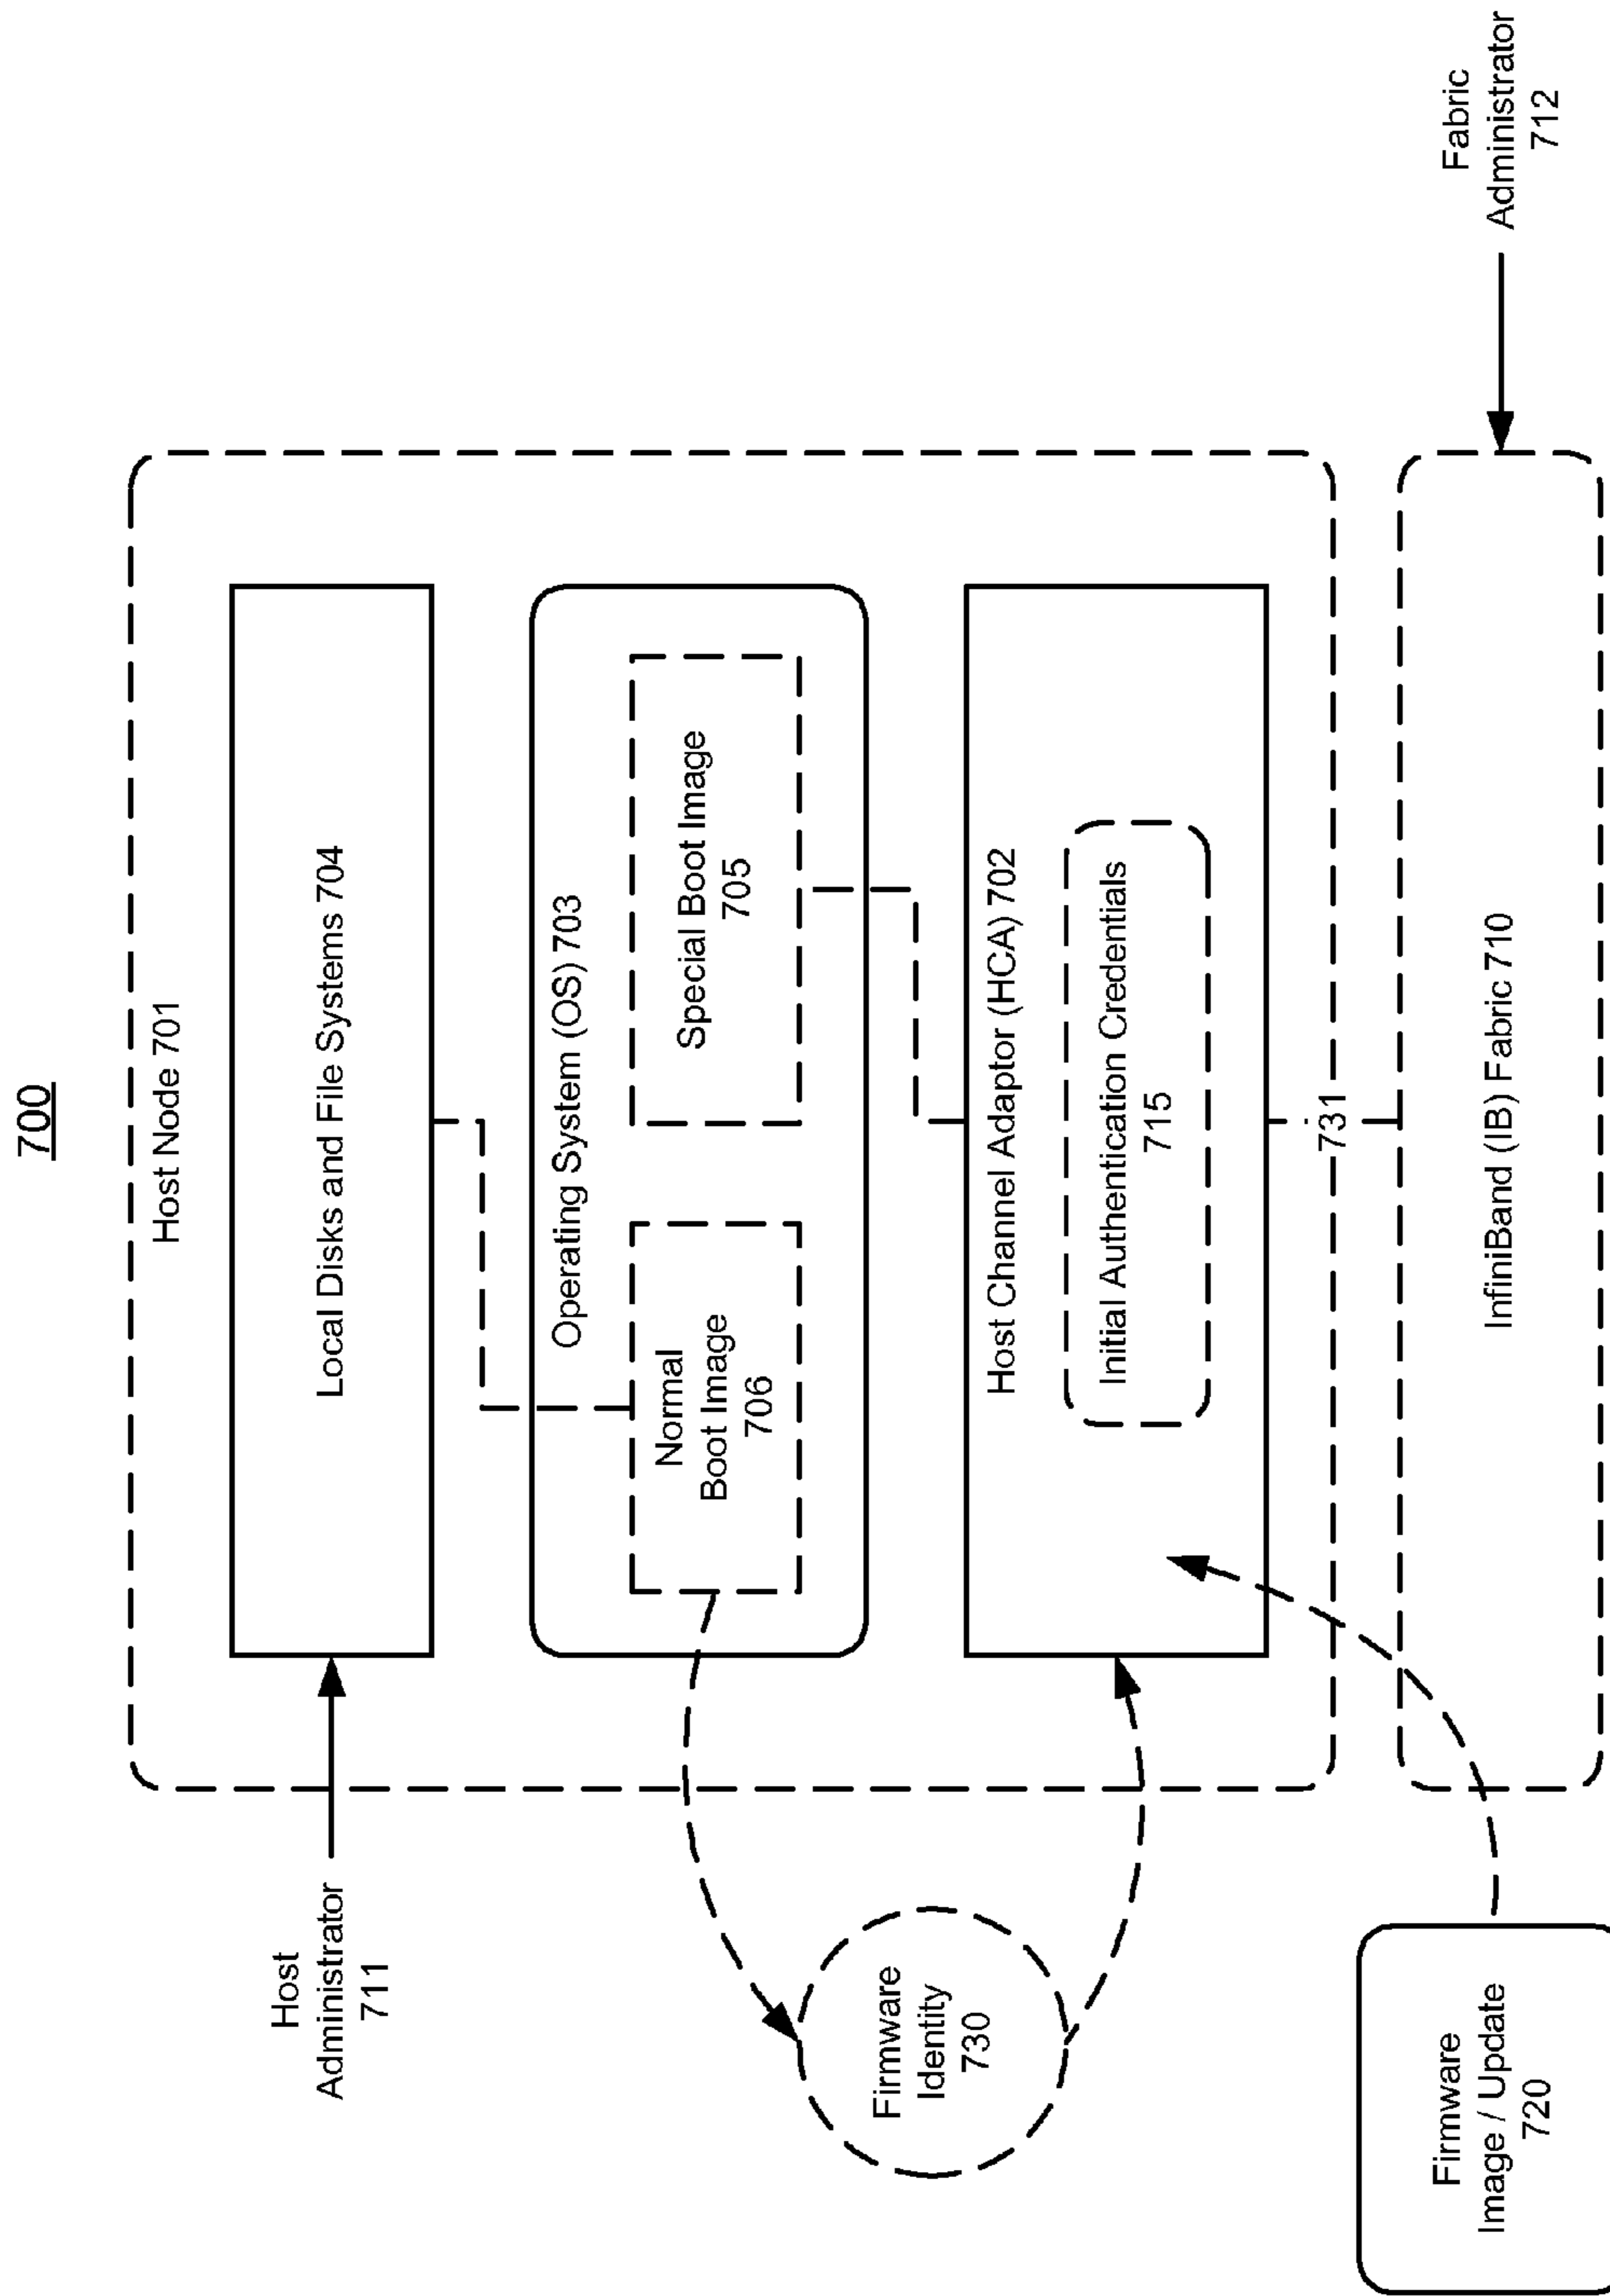 700
Host Node 701
Host
Administrator
711
Local Disks and File Systems 704
Operating System (OS) 703
Normal
Boot Image
706
Special Boot Image
705
Firmware
Identity
730
Host Channel Adaptor (HCA) 702
Initial Authentication Credentials
715
731
Firmware
Image / Update
720
InfiniBand (IB) Fabric 710
Fabric
Administrator
712